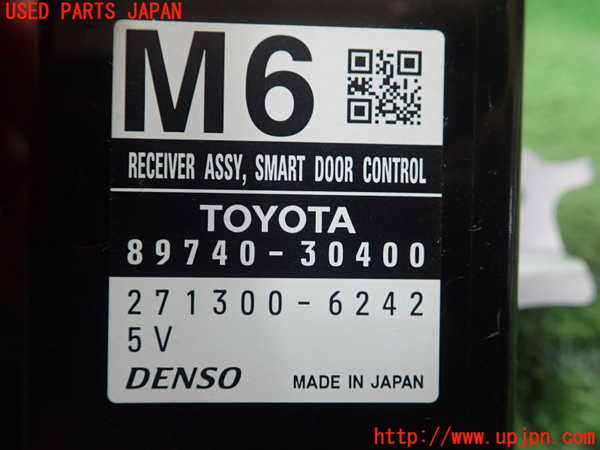 USED PARTS JAPAN
M6
RECEIVER ASSY, SMART DOOR CONTROL
TOYOTA
89740-30400
271300-6242
5V
DENSO MADE IN JAPAN
http://www.upjpn.com/